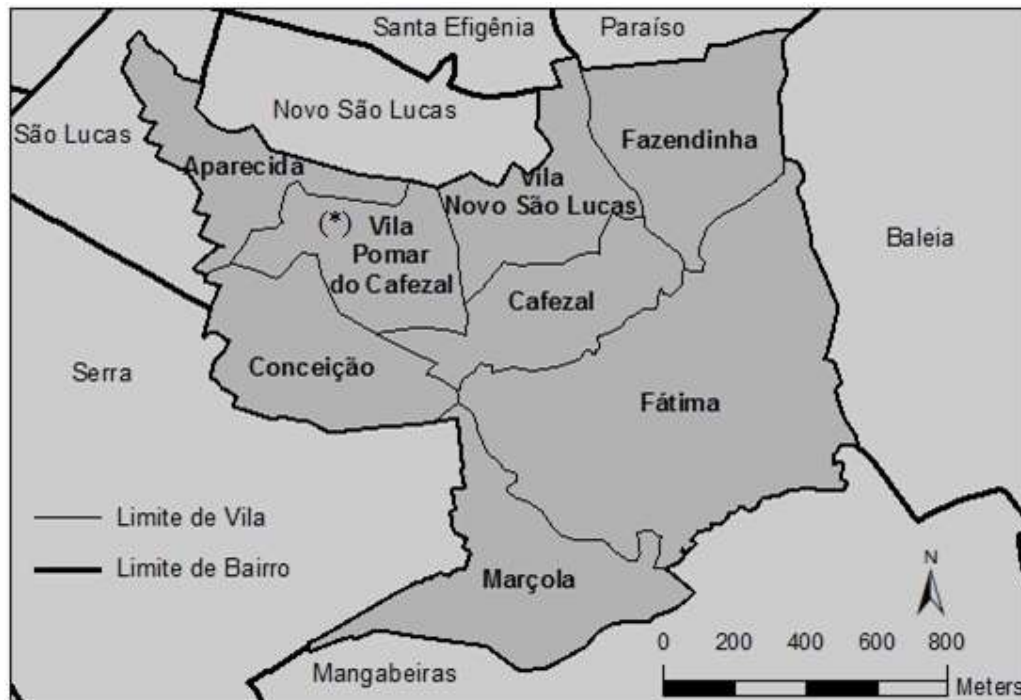 Santa Efigênia
Paraíso
Novo São Lucas
São Lucas
Fazendinha
Aparecida
Vila
Novo São Lucas
(*) Vila
Pomar
do Cafezal
Baleia
Cafezal
Serra
Conceição
Fátima
Limite de Vila
Limite de Bairro
Marçola
N
0 200 400 600 800
Meters
Mangabeiras